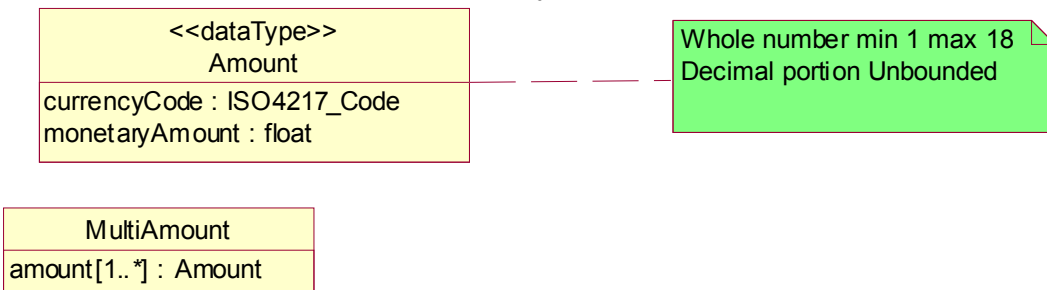 <<dataType>>
Amount
currencyCode : ISO4217_Code
monetaryAmount : float
Whole number min 1 max 18
Decimal portion Unbounded
MultiAmount
amount[1..*] : Amount